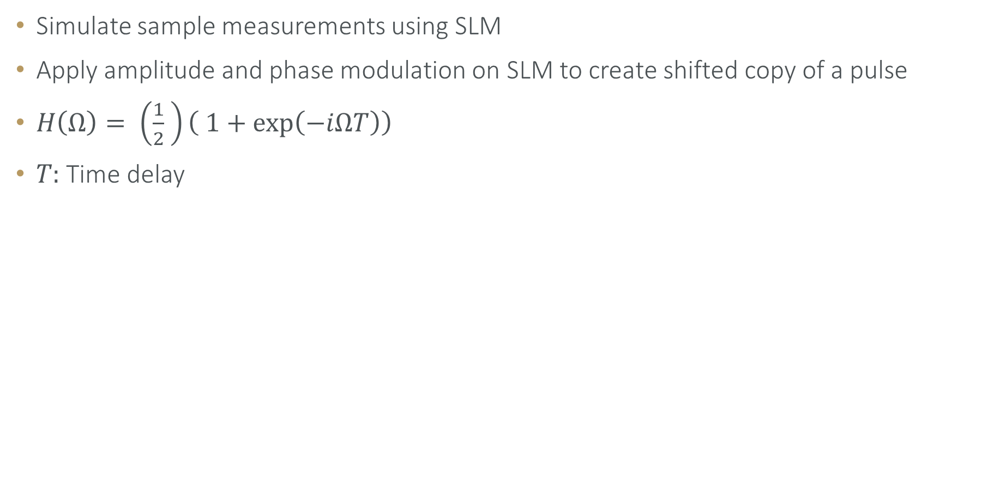 • Simulate sample measurements using SLM
• Apply amplitude and phase modulation on SLM to create shifted copy of a pulse
• H(Ω) = (1/2)( 1 + exp(−iΩT))
• T: Time delay